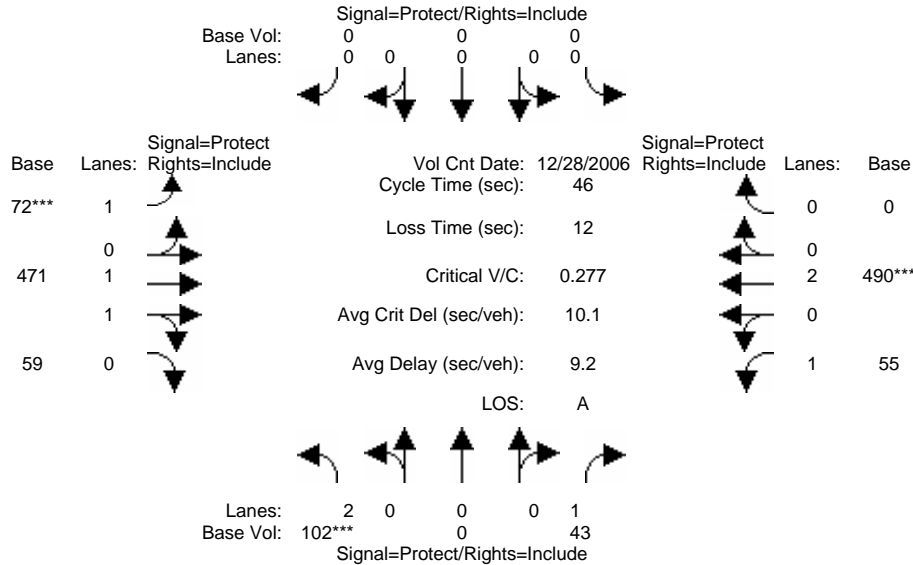 Signal=Protect/Rights=Include
Base Vol: 0 0 0
Lanes: 0 0 0 0 0
Signal=Protect Signal=Protect
Base Lanes: Rights=Include Vol Cnt Date: 12/28/2006 Rights=Include Lanes: Base
Cycle Time (sec): 46
72*** 1 0 0
Loss Time (sec): 12
0 0
471 1 Critical V/C: 0.277 2 490***
1 Avg Crit Del (sec/veh): 10.1 0
59 0 Avg Delay (sec/veh): 9.2 1 55
LOS: A
Lanes: 2 0 0 0 1
Base Vol: 102*** 0 43
Signal=Protect/Rights=Include